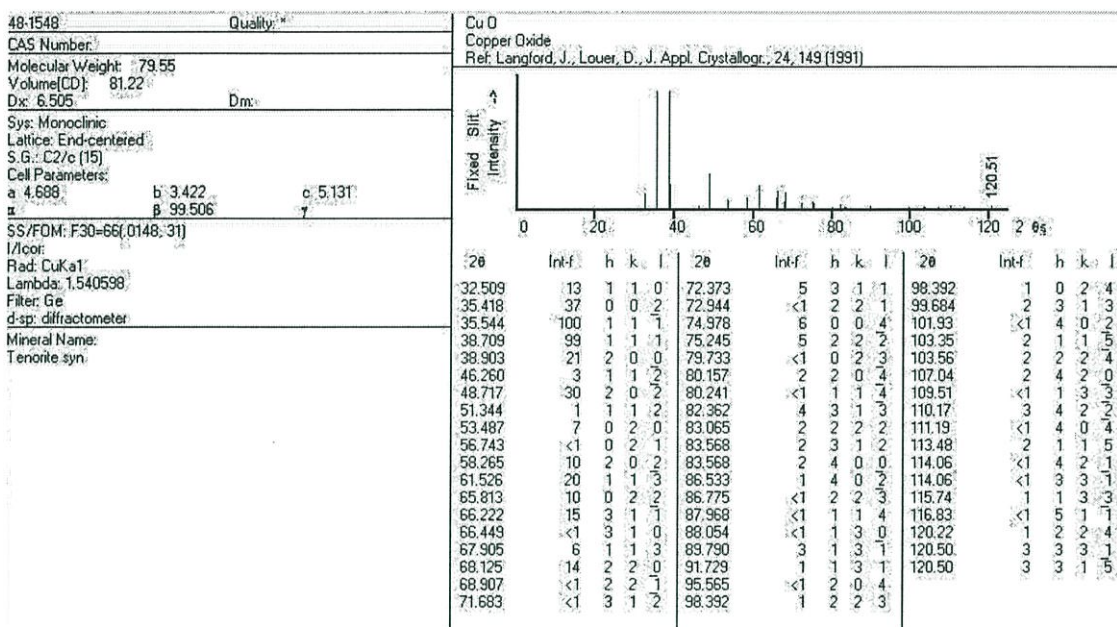 48-1548 Quality: *
CAS Number:
Molecular Weight: 79.55
Volume[CD]: 81.22
Dx: 6.505 Dm:
Sys: Monoclinic
Lattice: End-centered
S.G.: C2/c (15)
Cell Parameters:
a 4.688 b 3.422 c 5.131
α β 99.506 γ
SS/FOM: F30=66(.0148, 31)
I/Icor:
Rad: CuKa1
Lambda: 1.540598
Filter: Ge
d-sp: diffractometer
Mineral Name:
Tenorite syn
Cu O
Copper Oxide
Ref: Langford, J., Louer, D., J. Appl. Crystallogr., 24, 149 (1991)
Fixed Slit
Intensity ->
120.51
0 20 40 60 80 100 120 2 θs
2θ Int-f h k l 2θ Int-f h k l 2θ Int-f h k l
32.509 13 1 1 0 72.373 5 3 1 1 98.392 1 0 2 4
35.418 37 0 0 2 72.944 <1 2 2 1 99.684 2 3 1 3
35.544 100 1 1 1 74.978 6 0 0 4 101.93 <1 4 0 2
38.709 99 1 1 1 75.245 5 2 2 2 103.35 2 1 1 5
38.903 21 2 0 0 79.733 <1 0 2 3 103.56 2 2 2 4
46.260 3 1 1 2 80.157 2 2 0 4 107.04 2 4 2 0
48.717 30 2 0 2 80.241 <1 1 1 4 109.51 <1 1 3 3
51.344 1 1 1 2 82.362 4 3 1 3 110.17 3 4 2 2
53.487 7 0 2 0 83.065 2 2 2 2 111.19 <1 4 0 4
56.743 <1 0 2 1 83.568 2 3 1 2 113.48 2 1 1 5
58.265 10 2 0 2 83.568 2 4 0 0 114.06 <1 4 2 1
61.526 20 1 1 3 86.533 1 4 0 2 114.06 <1 3 3 1
65.813 10 0 2 2 86.775 <1 2 2 3 115.74 1 1 3 3
66.222 15 3 1 1 87.968 <1 1 1 4 116.83 <1 5 1 1
66.449 <1 3 1 0 88.054 <1 1 3 0 120.22 1 2 2 4
67.905 6 1 1 3 89.790 3 1 3 1 120.50 3 3 3 1
68.125 14 2 2 0 91.729 1 1 3 1 120.50 3 3 1 5
68.907 <1 2 2 1 95.565 <1 2 0 4
71.683 <1 3 1 2 98.392 1 2 2 3